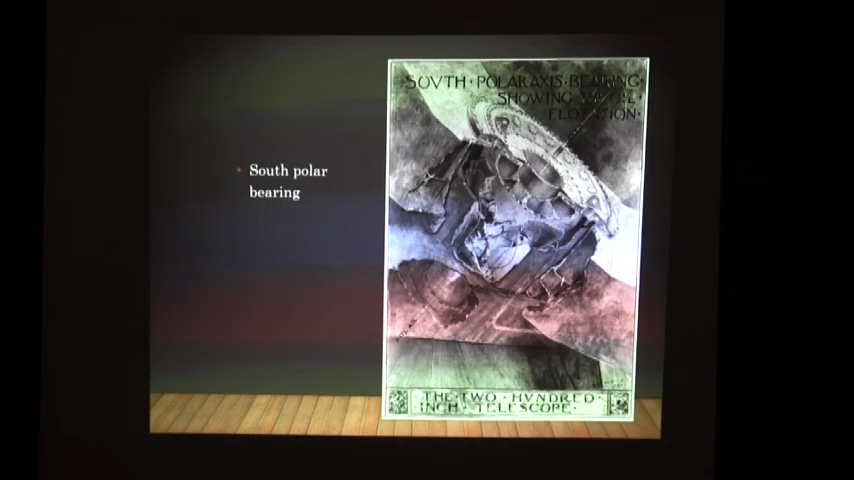 • South polar
bearing
SOVTH · POLAR AXIS · BEARING ·
SHOWING
THE · TWO · HVNDRED
INCH · TELESCOPE ·